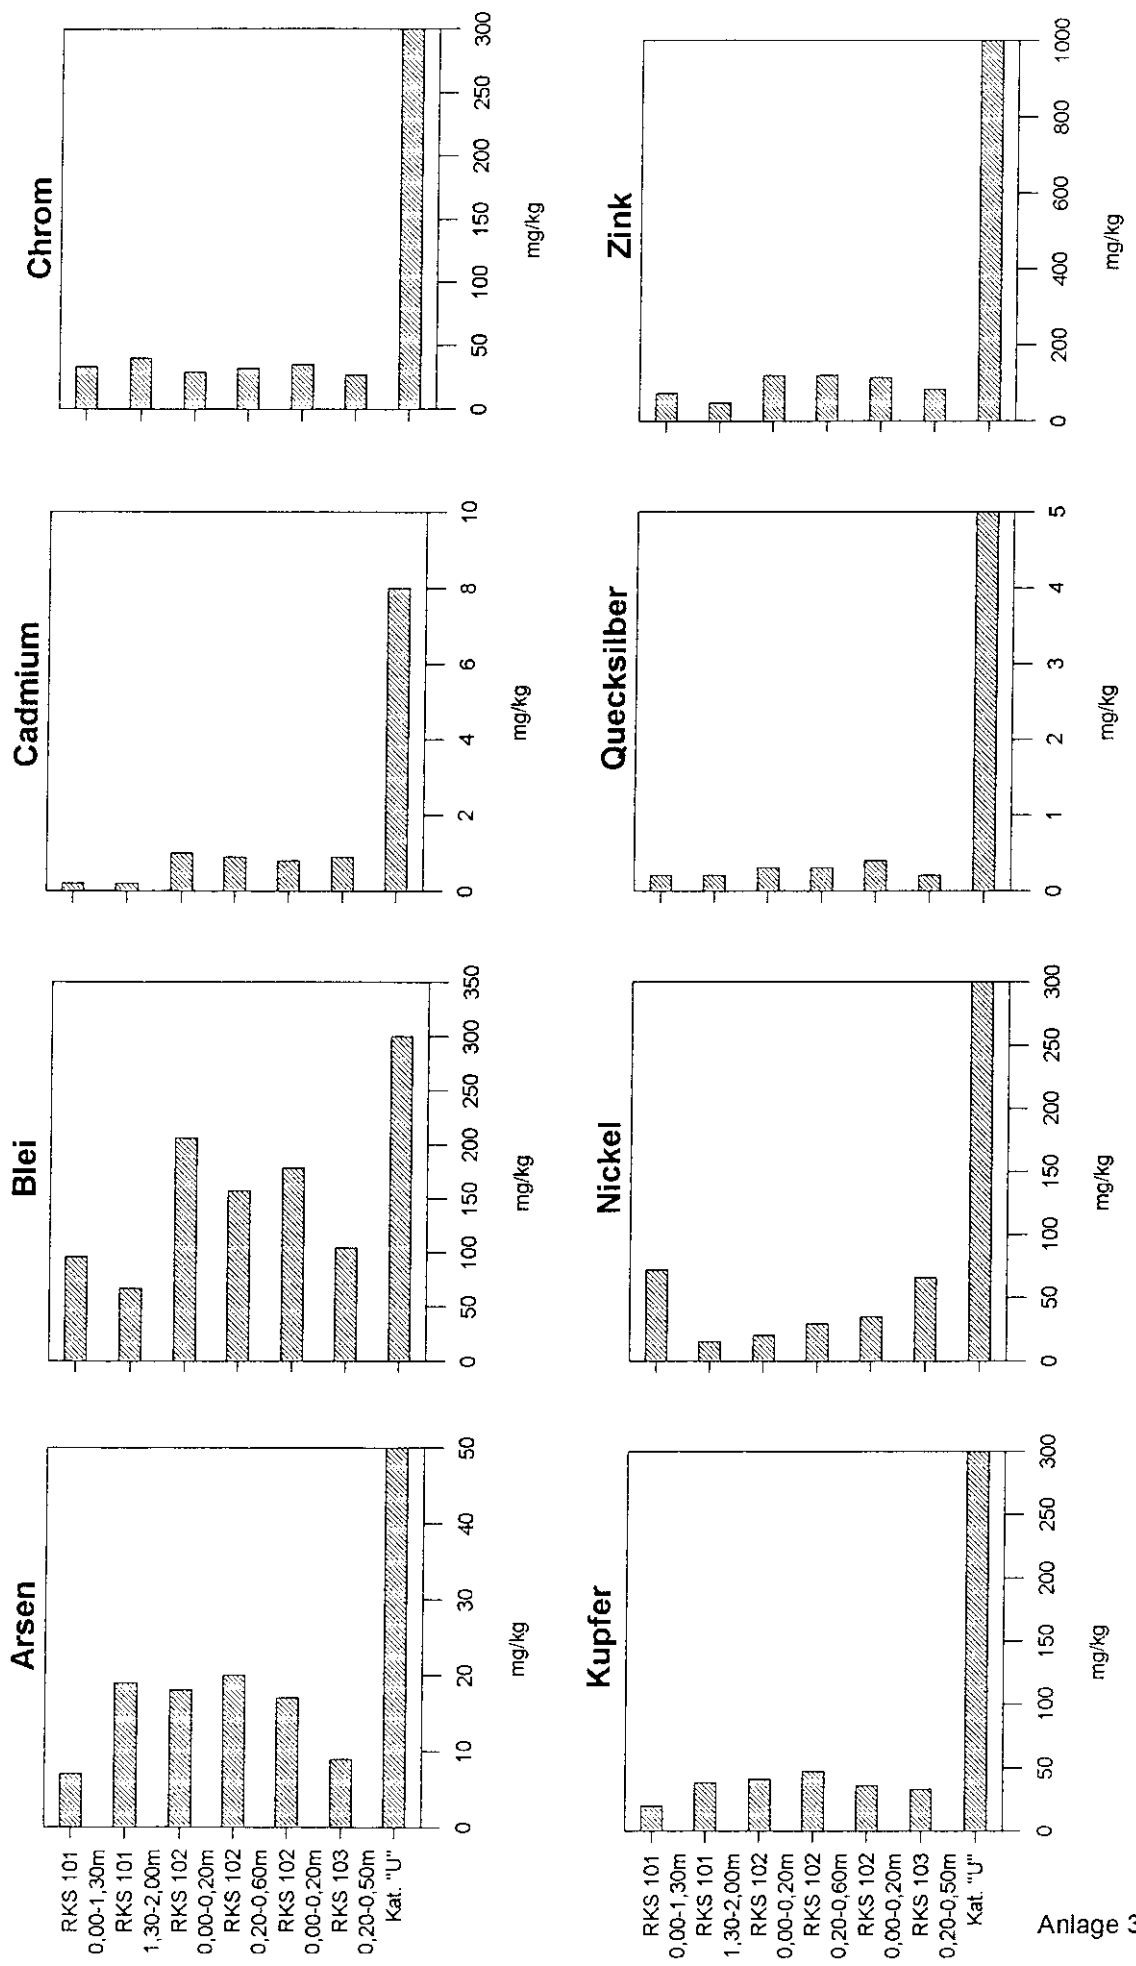 Arsen
RKS 101
0,00-1,30m
RKS 101
1,30-2,00m
RKS 102
0,00-0,20m
RKS 102
0,20-0,60m
RKS 102
0,00-0,20m
RKS 103
0,20-0,50m
Kat. "U"
0 10 20 30 40 50
mg/kg
Blei
0 50 100 150 200 250 300 350
mg/kg
Cadmium
0 2 4 6 8 10
mg/kg
Chrom
0 50 100 150 200 250 300
mg/kg
Kupfer
RKS 101
0,00-1,30m
RKS 101
1,30-2,00m
RKS 102
0,00-0,20m
RKS 102
0,20-0,60m
RKS 102
0,00-0,20m
RKS 103
0,20-0,50m
Kat. "U"
0 50 100 150 200 250 300
mg/kg
Nickel
0 50 100 150 200 250 300
mg/kg
Quecksilber
0 1 2 3 4 5
mg/kg
Zink
0 200 400 600 800 1000
mg/kg
Anlage 3